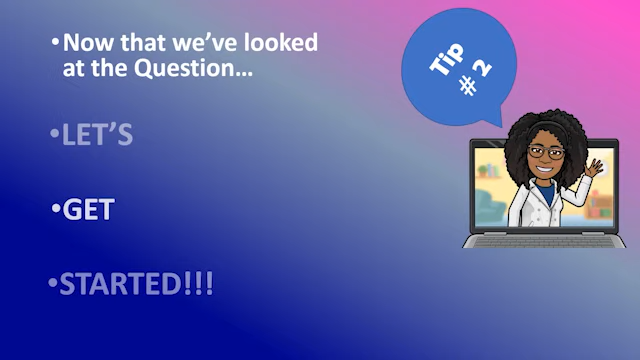 •Now that we’ve looked
at the Question…
•LET’S
•GET
•STARTED!!!
Tip
# 2